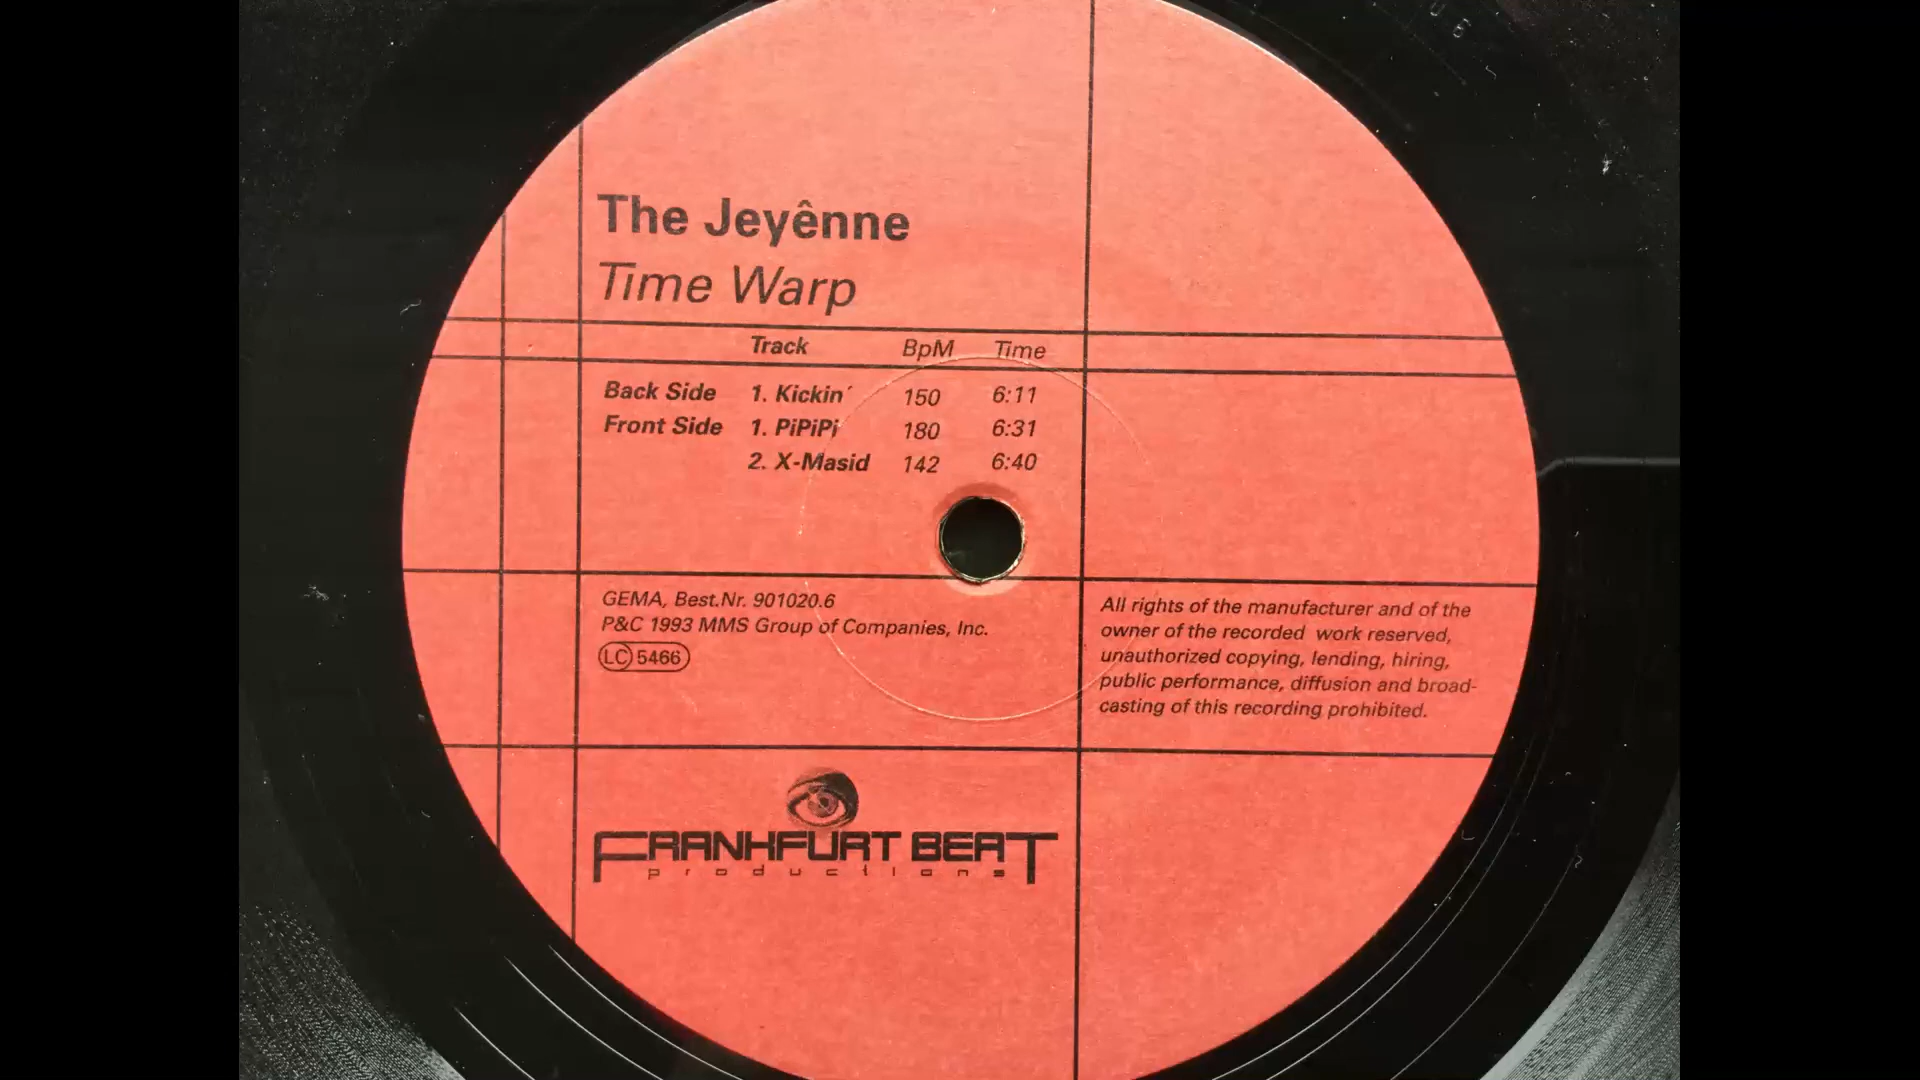 The Jeyênne
Time Warp
Track BpM Time
Back Side 1. Kickin´ 150 6:11
Front Side 1. PiPiPi 180 6:31
2. X-Masid 142 6:40
GEMA, Best.Nr. 901020.6
P&C 1993 MMS Group of Companies, Inc.
LC 5466
All rights of the manufacturer and of the
owner of the recorded work reserved,
unauthorized copying, lending, hiring,
public performance, diffusion and broad-
casting of this recording prohibited.
FRANKFURT BEAT
productions